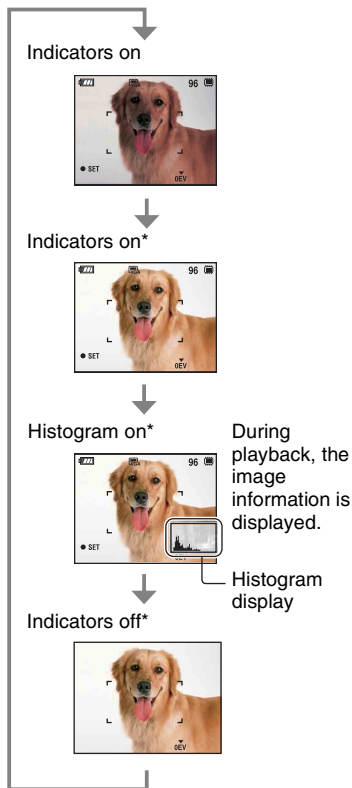 Indicators on
96
SET
0EV
Indicators on*
96
SET
0EV
Histogram on*
During
playback, the
image
information is
displayed.
96
SET
Histogram
display
Indicators off*
0EV